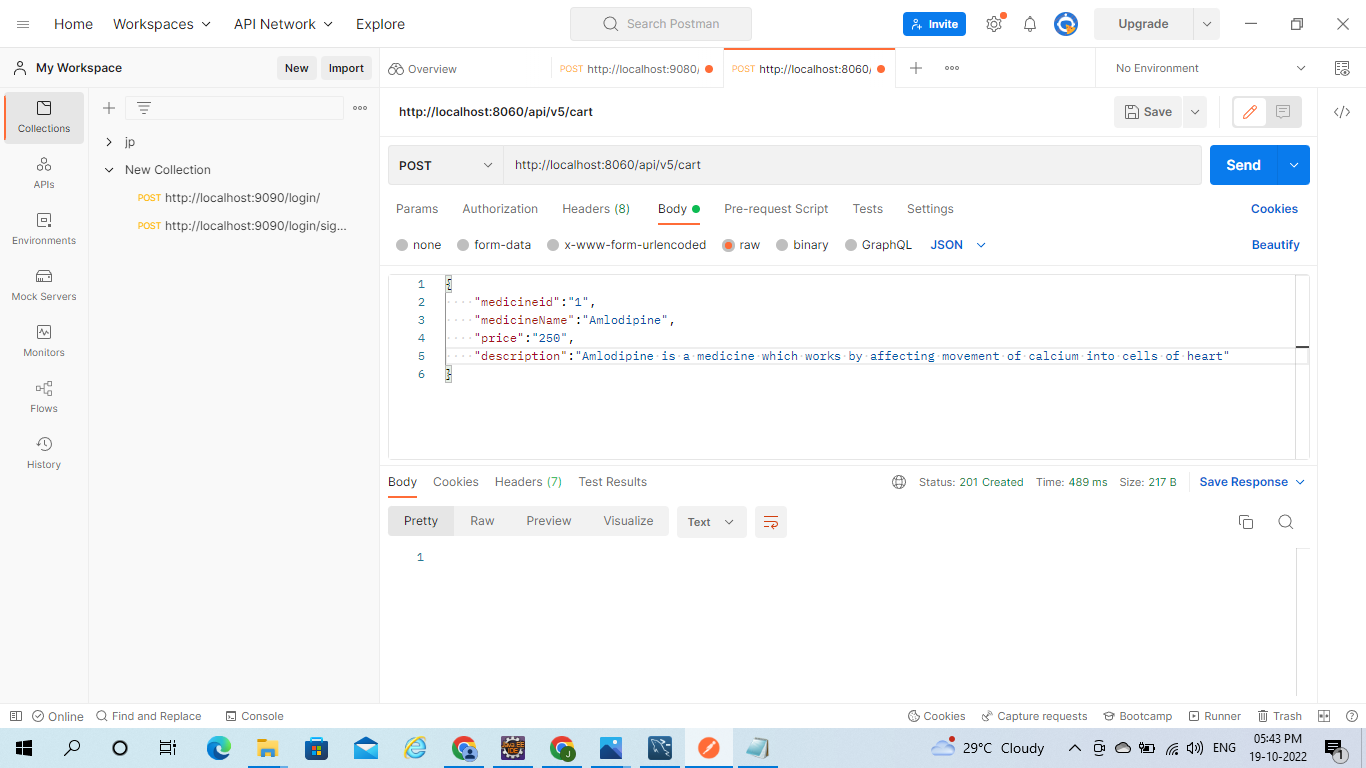 Home Workspaces API Network Explore Search Postman Invite Upgrade
My Workspace New Import Overview POST http://localhost:9080/ POST http://localhost:8060/ No Environment
Collections
APIs
Environments
Mock Servers
Monitors
Flows
History
jp
New Collection
POST http://localhost:9090/login/
POST http://localhost:9090/login/sig...
http://localhost:8060/api/v5/cart Save
POST http://localhost:8060/api/v5/cart Send
Params Authorization Headers (8) Body Pre-request Script Tests Settings Cookies
none form-data x-www-form-urlencoded raw binary GraphQL JSON Beautify
1 {
2 "medicineid":"1",
3 "medicineName":"Amlodipine",
4 "price":"250",
5 "description":"Amlodipine is a medicine which works by affecting movement of calcium into cells of heart"
6 }
Body Cookies Headers (7) Test Results Status: 201 Created Time: 489 ms Size: 217 B Save Response
Pretty Raw Preview Visualize Text
1
Online Find and Replace Console Cookies Capture requests Bootcamp Runner Trash
Java EE
IDE
J
29°C Cloudy ENG 05:43 PM
19-10-2022
1